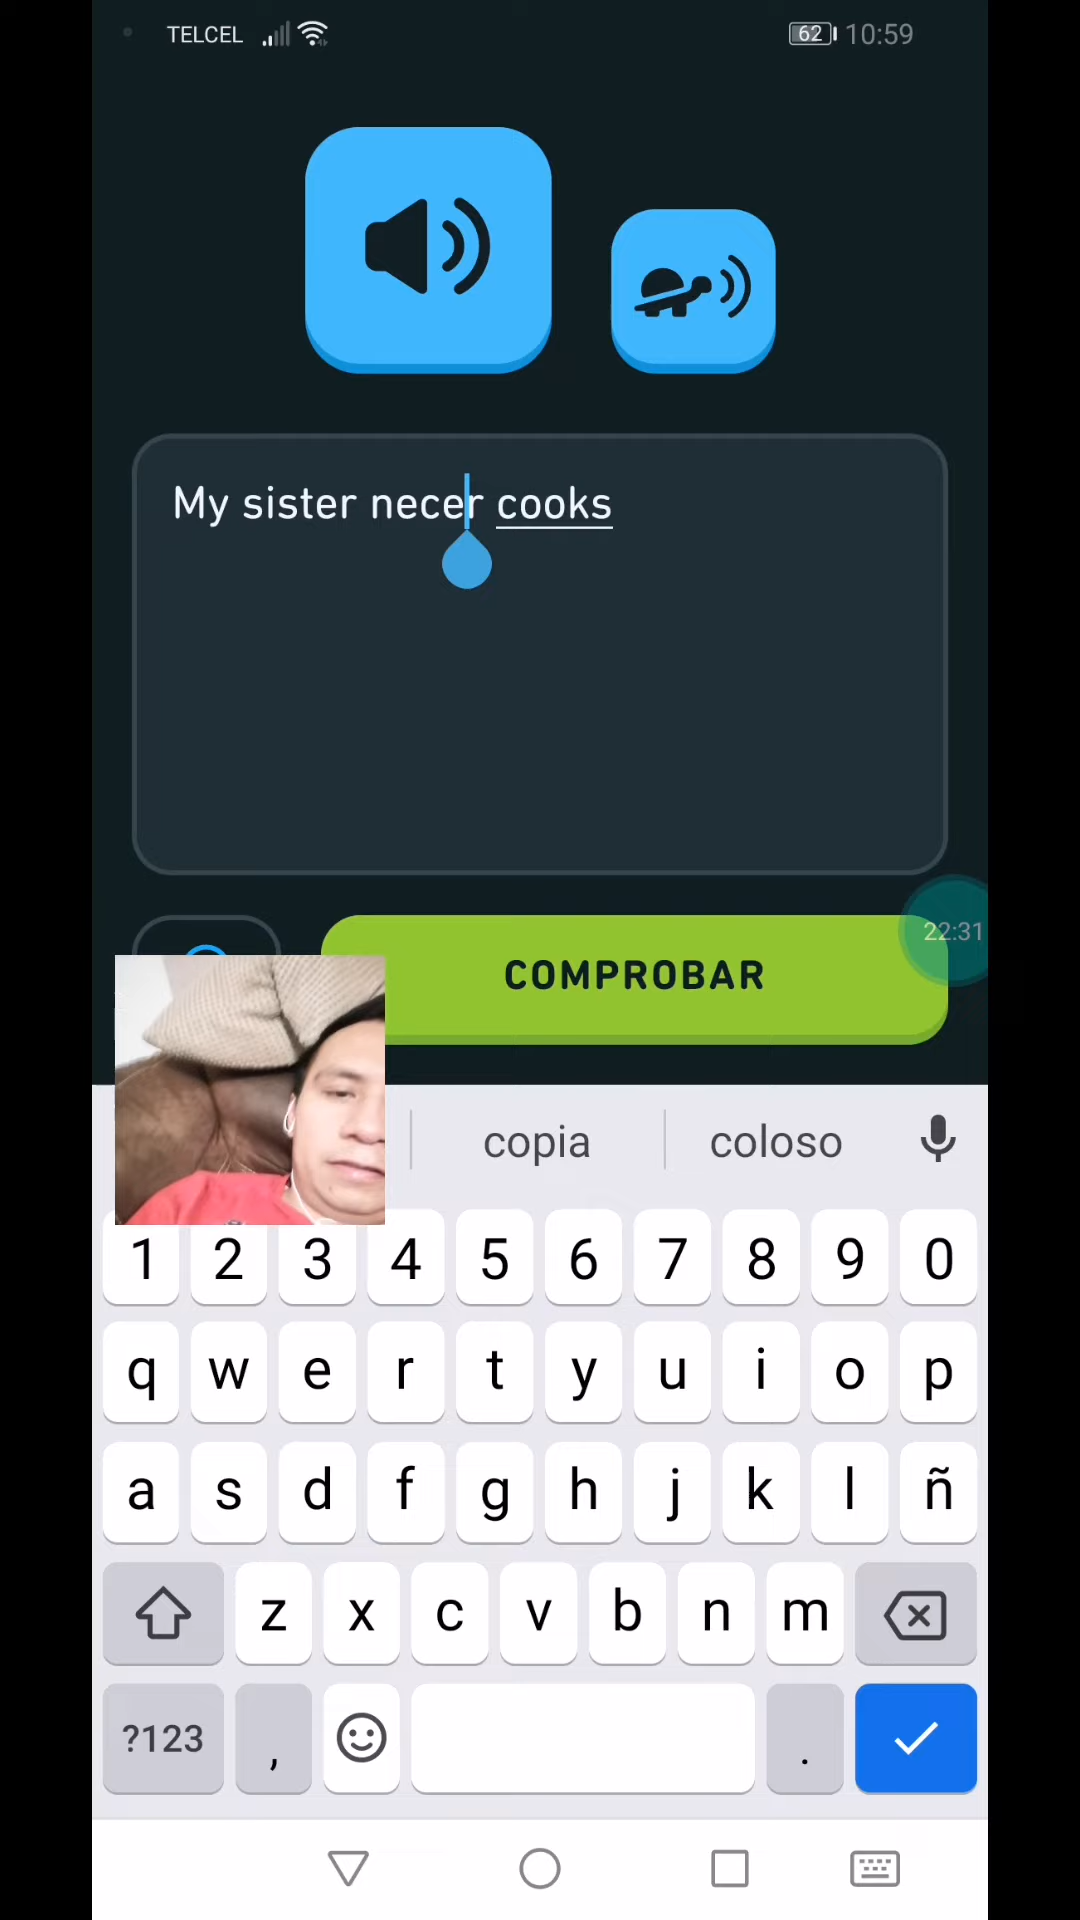 TELCEL 62 10:59
My sister necer cooks
22:31
COMPROBAR
copia coloso
1 2 3 4 5 6 7 8 9 0
q w e r t y u i o p
a s d f g h j k l ñ
z x c v b n m
?123 , .